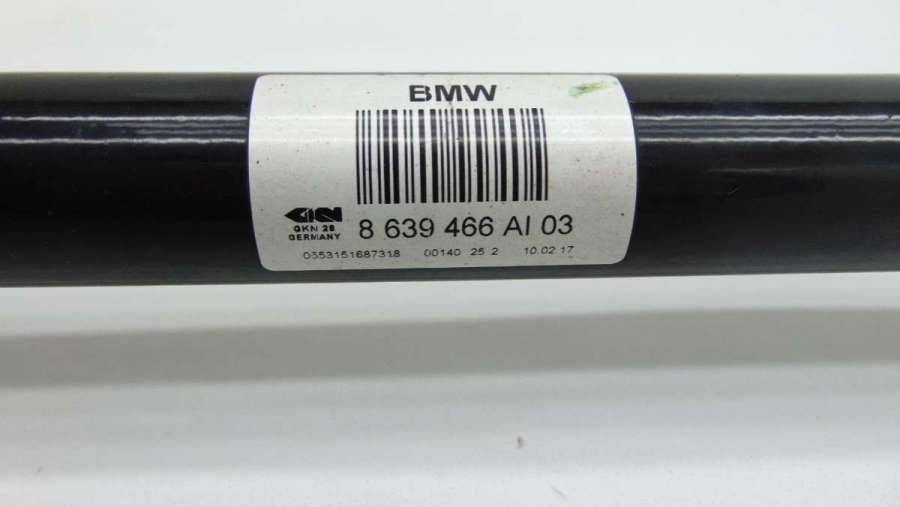 BMW
GKN
GKN 28
GERMANY
8 639 466 AI 03
0553151687318 00140 25 2 10.02.17